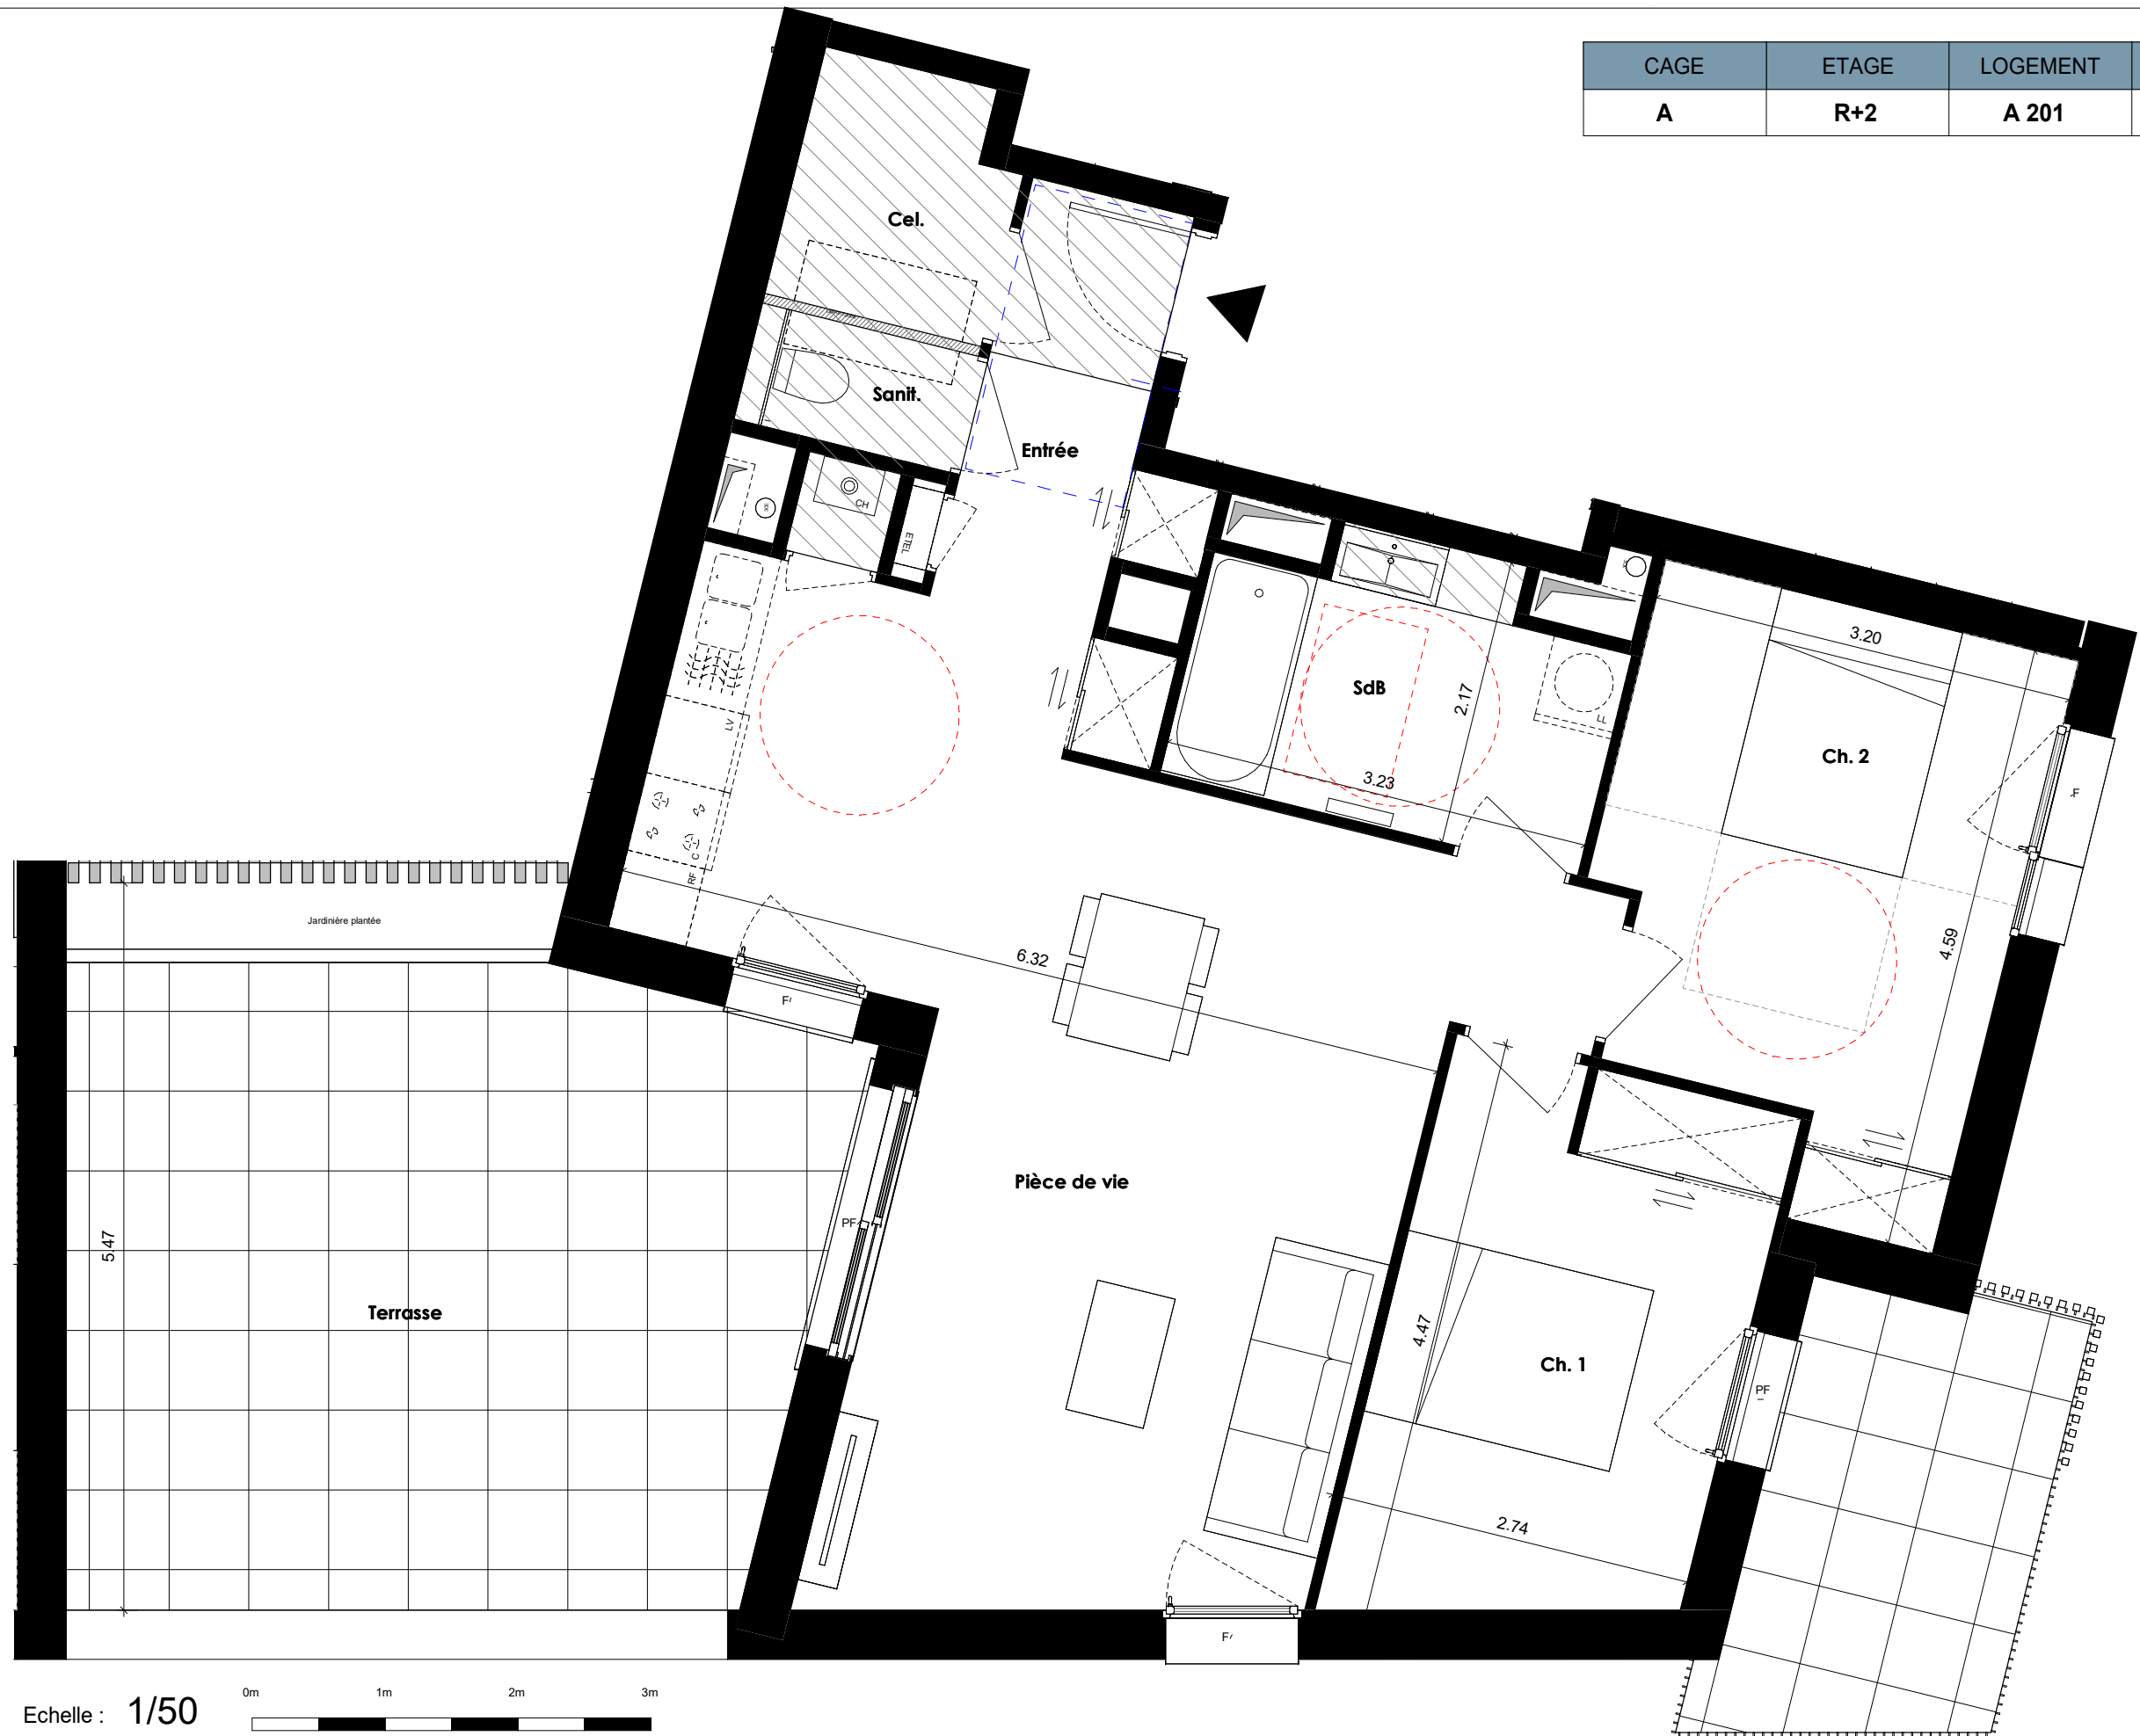 CAGE ETAGE LOGEMENT
A R+2 A 201
Cel.
Sanit.
Entrée
CH
ETEL
3.20
SdB
2.17
LL
LV
Ch. 2
3.23
F
C
RF
Jardinière plantée
4.59
6.32
F
Pièce de vie
PF
5.47
Terrasse
4.47
Ch. 1
PF
2.74
F
Echelle : 1/50
0m 1m 2m 3m